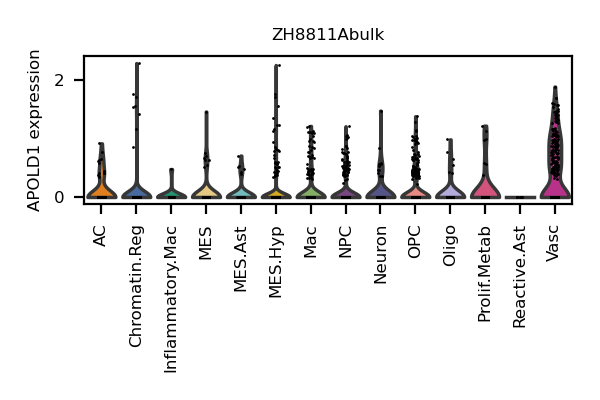 ZH8811Abulk
APOLD1 expression
2
0
AC
Chromatin.Reg
Inflammatory.Mac
MES
MES.Ast
MES.Hyp
Mac
NPC
Neuron
OPC
Oligo
Prolif.Metab
Reactive.Ast
Vasc